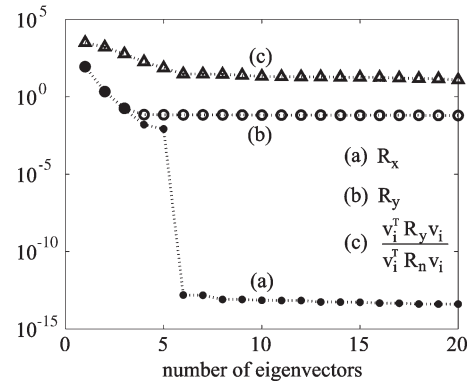 10^5
(c)
10^0
(b)
(a) R_x
10^-5
(b) R_y
(c) v_i^T R_y v_i / v_i^T R_n v_i
10^-10
(a)
10^-15
0 5 10 15 20
number of eigenvectors